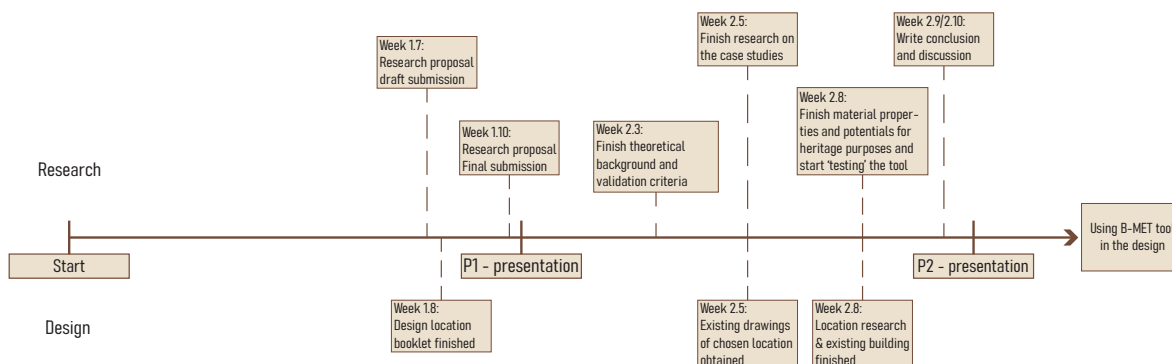 Week 1.7:
Research proposal
draft submission
Week 2.5:
Finish research on
the case studies
Week 2.9/2.10:
Write conclusion
and discussion
Week 1.10:
Research proposal
Final submission
Week 2.3:
Finish theoretical
background and
validation criteria
Week 2.8:
Finish material proper-
ties and potentials for
heritage purposes and
start ‘testing’ the tool
Research
Start
P1 - presentation
P2 - presentation
Using B-MET too
in the design
Design
Week 1.8:
Design location
booklet finished
Week 2.5:
Existing drawings
of chosen location
obtained
Week 2.8:
Location research
& existing building
finished